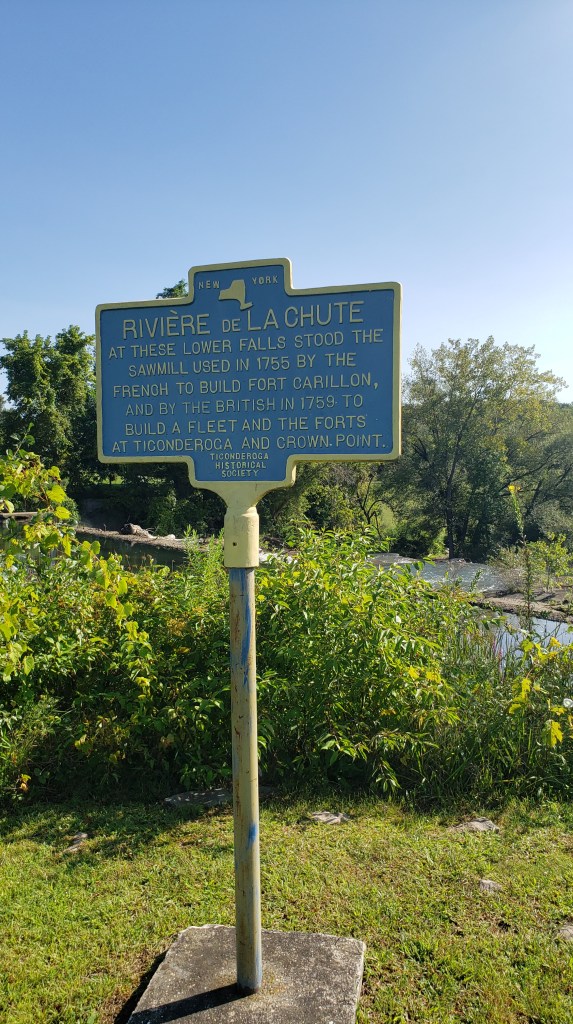 NEW YORK
RIVIÈRE DE LA CHUTE
AT THESE LOWER FALLS STOOD THE
SAWMILL USED IN 1755 BY THE
FRENCH TO BUILD FORT CARILLON,
AND BY THE BRITISH IN 1759 TO
BUILD A FLEET AND THE FORTS
AT TICONDEROGA AND CROWN POINT.
TICONDEROGA
HISTORICAL
SOCIETY